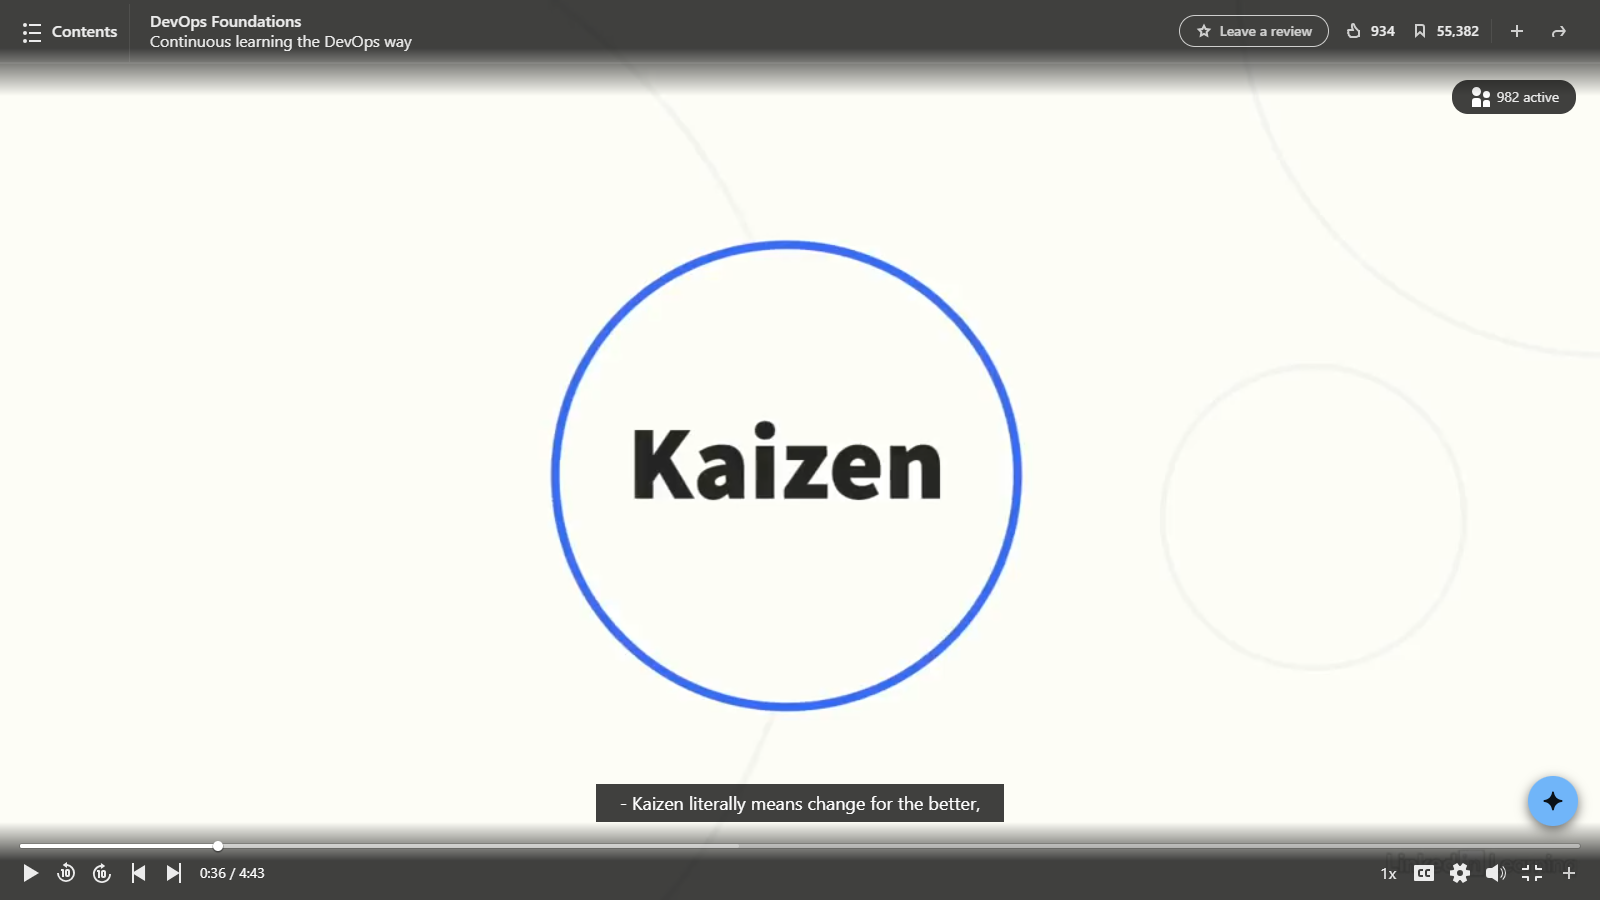 Contents
DevOps Foundations
Continuous learning the DevOps way
Leave a review
934
55,382
982 active
Kaizen
- Kaizen literally means change for the better,
10
10
0:36 / 4:43
1x
CC